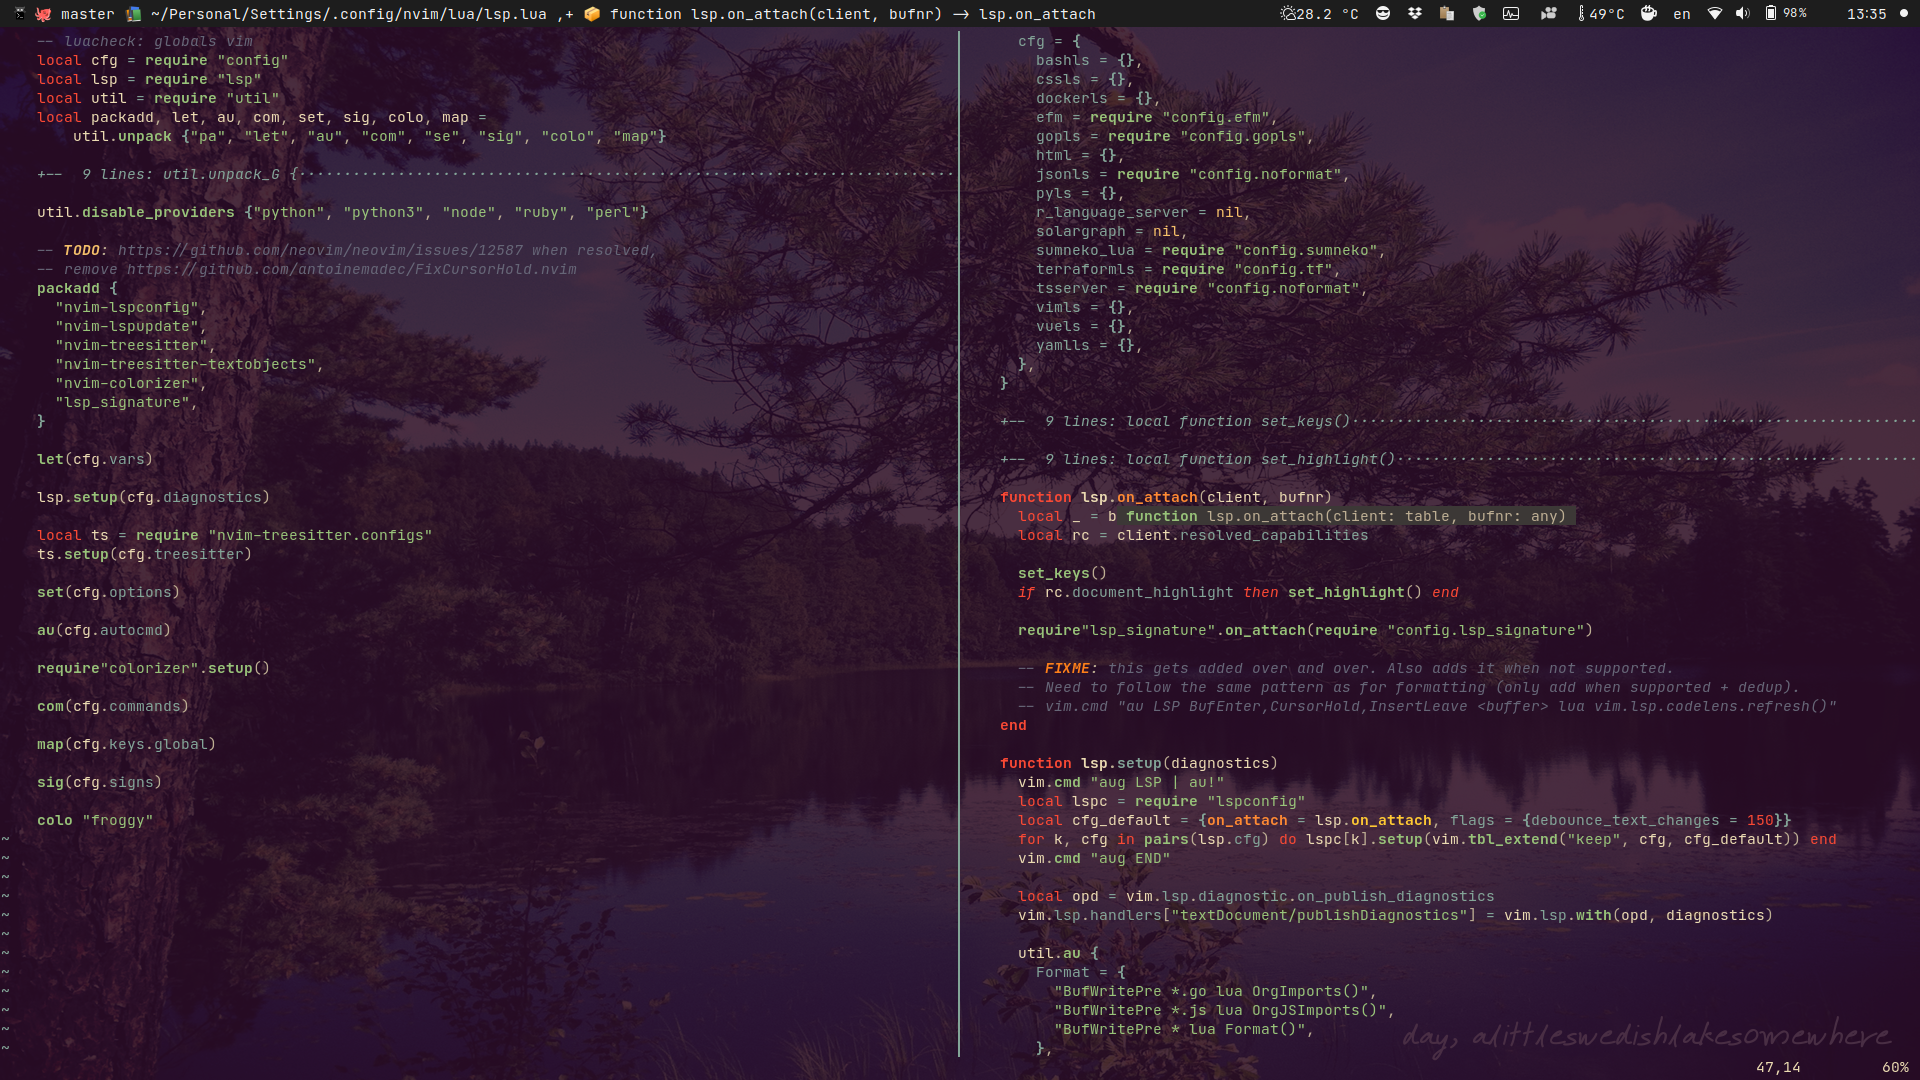 master ~/Personal/Settings/.config/nvim/lua/lsp.lua ,+ function lsp.on_attach(client, bufnr) -> lsp.on_attach 28.2 °C 49°C en 98% 13:35
-- luacheck: globals vim
local cfg = require "config"
local lsp = require "lsp"
local util = require "util"
local packadd, let, au, com, set, sig, colo, map =
util.unpack {"pa", "let", "au", "com", "se", "sig", "colo", "map"}
+--  9 lines: util.unpack_G {
util.disable_providers {"python", "python3", "node", "ruby", "perl"}
-- TODO: https://github.com/neovim/neovim/issues/12587 when resolved,
-- remove https://github.com/antoinemadec/FixCursorHold.nvim
packadd {
"nvim-lspconfig",
"nvim-lspupdate",
"nvim-treesitter",
"nvim-treesitter-textobjects",
"nvim-colorizer",
"lsp_signature",
}
let(cfg.vars)
lsp.setup(cfg.diagnostics)
local ts = require "nvim-treesitter.configs"
ts.setup(cfg.treesitter)
set(cfg.options)
au(cfg.autocmd)
require"colorizer".setup()
com(cfg.commands)
map(cfg.keys.global)
sig(cfg.signs)
colo "froggy"
~
~
~
~
~
~
~
~
~
~
~
~
cfg = {
bashls = {},
cssls = {},
dockerls = {},
efm = require "config.efm",
gopls = require "config.gopls",
html = {},
jsonls = require "config.noformat",
pyls = {},
r_language_server = nil,
solargraph = nil,
sumneko_lua = require "config.sumneko",
terraformls = require "config.tf",
tsserver = require "config.noformat",
vimls = {},
vuels = {},
yamlls = {},
},
}
+--  9 lines: local function set_keys()
+--  9 lines: local function set_highlight()
function lsp.on_attach(client, bufnr)
local _ = b function lsp.on_attach(client: table, bufnr: any)
local rc = client.resolved_capabilities
set_keys()
if rc.document_highlight then set_highlight() end
require"lsp_signature".on_attach(require "config.lsp_signature")
-- FIXME: this gets added over and over. Also adds it when not supported.
-- Need to follow the same pattern as for formatting (only add when supported + dedup).
-- vim.cmd "au LSP BufEnter,CursorHold,InsertLeave <buffer> lua vim.lsp.codelens.refresh()"
end
function lsp.setup(diagnostics)
vim.cmd "aug LSP | au!"
local lspc = require "lspconfig"
local cfg_default = {on_attach = lsp.on_attach, flags = {debounce_text_changes = 150}}
for k, cfg in pairs(lsp.cfg) do lspc[k].setup(vim.tbl_extend("keep", cfg, cfg_default)) end
vim.cmd "aug END"
local opd = vim.lsp.diagnostic.on_publish_diagnostics
vim.lsp.handlers["textDocument/publishDiagnostics"] = vim.lsp.with(opd, diagnostics)
util.au {
Format = {
"BufWritePre *.go lua OrgImports()",
"BufWritePre *.js lua OrgJSImports()",
"BufWritePre * lua Format()",
},
day, alittleswedishlakesomewhere
47,14 60%